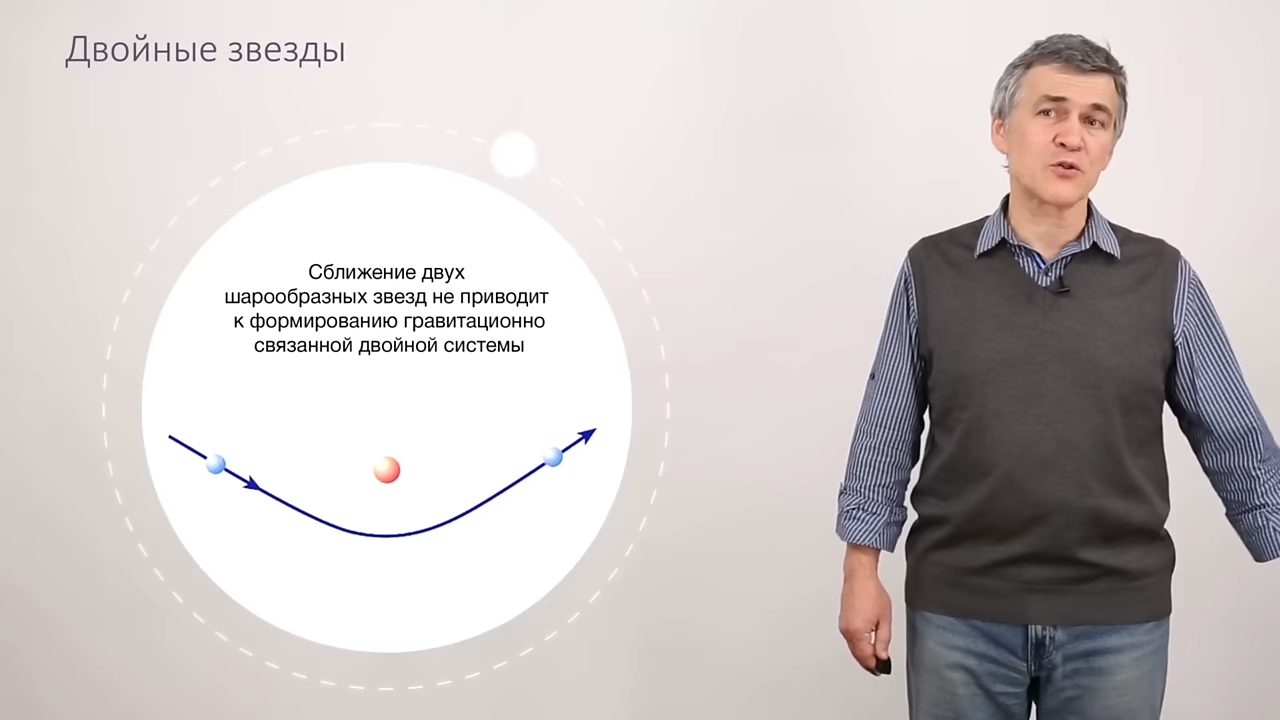 Двойные звезды
Сближение двух
шарообразных звезд не приводит
к формированию гравитационно
связанной двойной системы